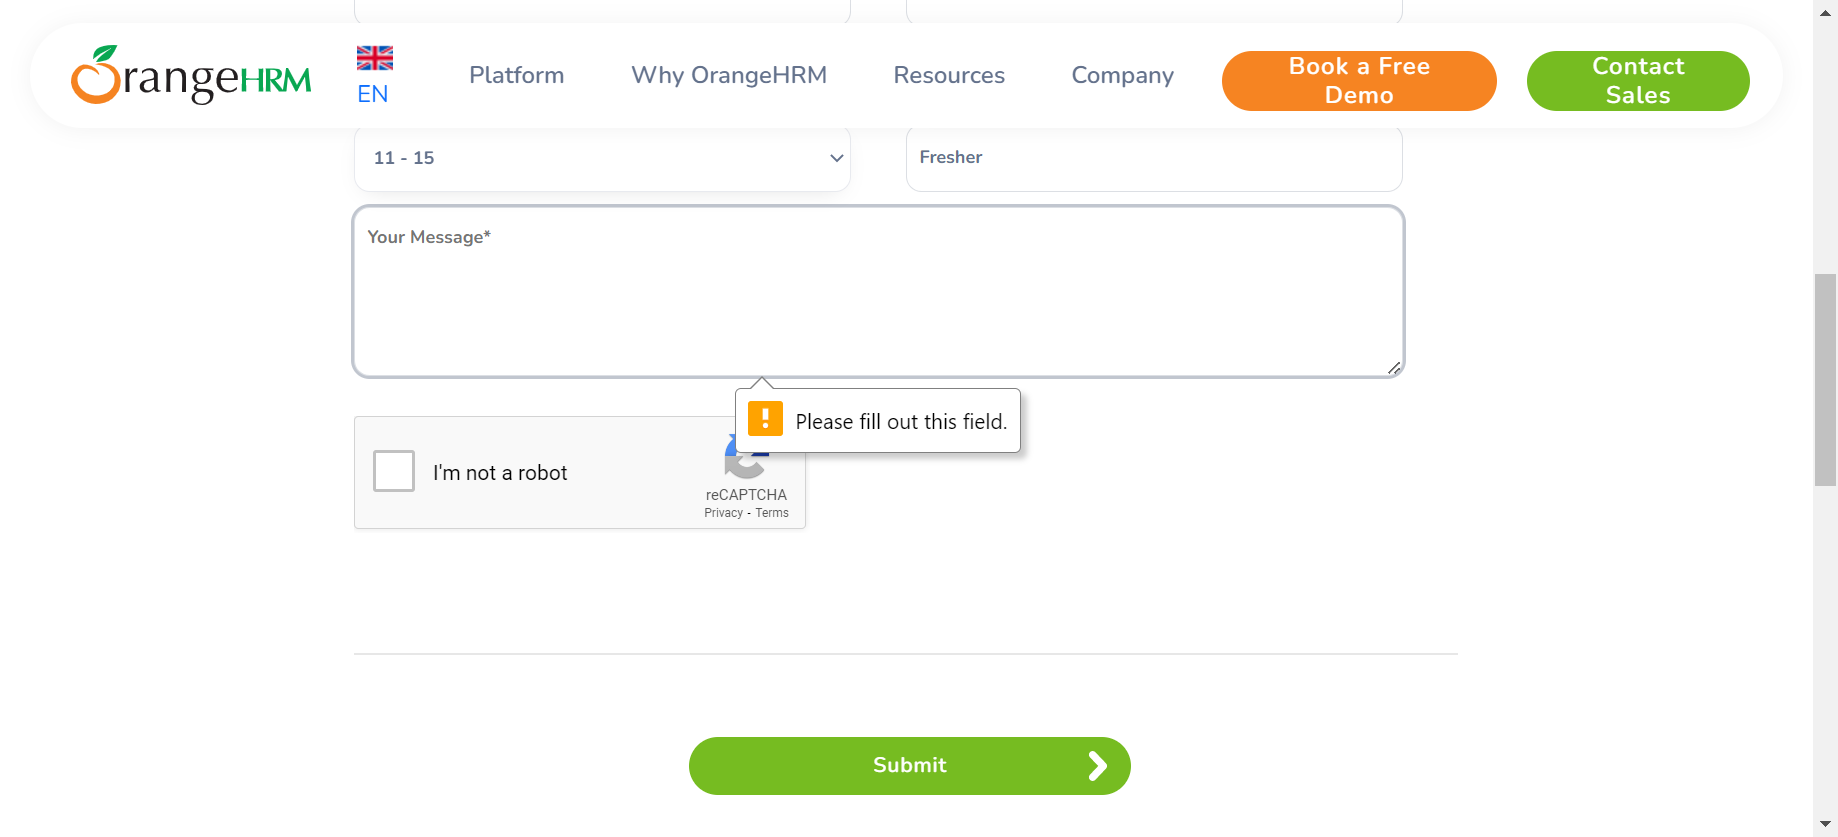 OrangeHRM
EN
Platform
Why OrangeHRM
Resources
Company
Book a Free
Demo
Contact
Sales
11 - 15
Fresher
Your Message*
Please fill out this field.
I'm not a robot
reCAPTCHA
Privacy - Terms
Submit